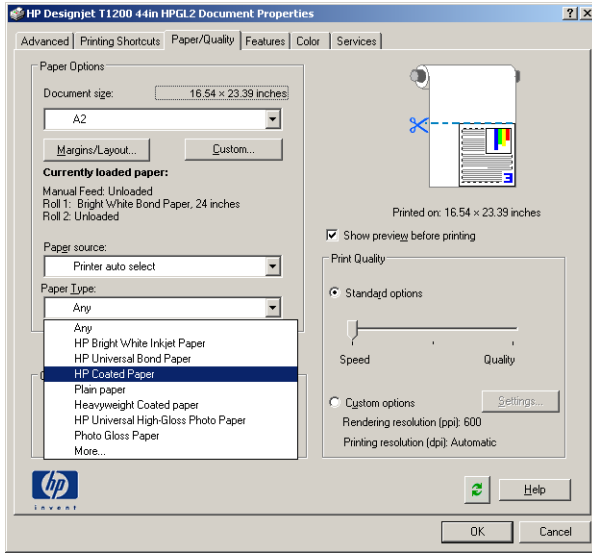 HP Designjet T1200 44in HPGL2 Document Properties
Advanced Printing Shortcuts Paper/Quality Features Color Services
Paper Options
Document size: 16.54 × 23.39 inches
A2
Margins/Layout... Custom...
Currently loaded paper:
Manual Feed: Unloaded
Roll 1: Bright White Bond Paper, 24 inches
Roll 2: Unloaded
Paper source:
Printer auto select
Paper Type:
Any
Any
HP Bright White Inkjet Paper
HP Universal Bond Paper
HP Coated Paper
Plain paper
Heavyweight Coated paper
HP Universal High-Gloss Photo Paper
Photo Gloss Paper
More...
Printed on: 16.54 × 23.39 inches
Show preview before printing
Print Quality
Standard options
Speed Quality
Custom options Settings...
Rendering resolution (ppi): 600
Printing resolution (dpi): Automatic
hp
invent
Help
OK Cancel